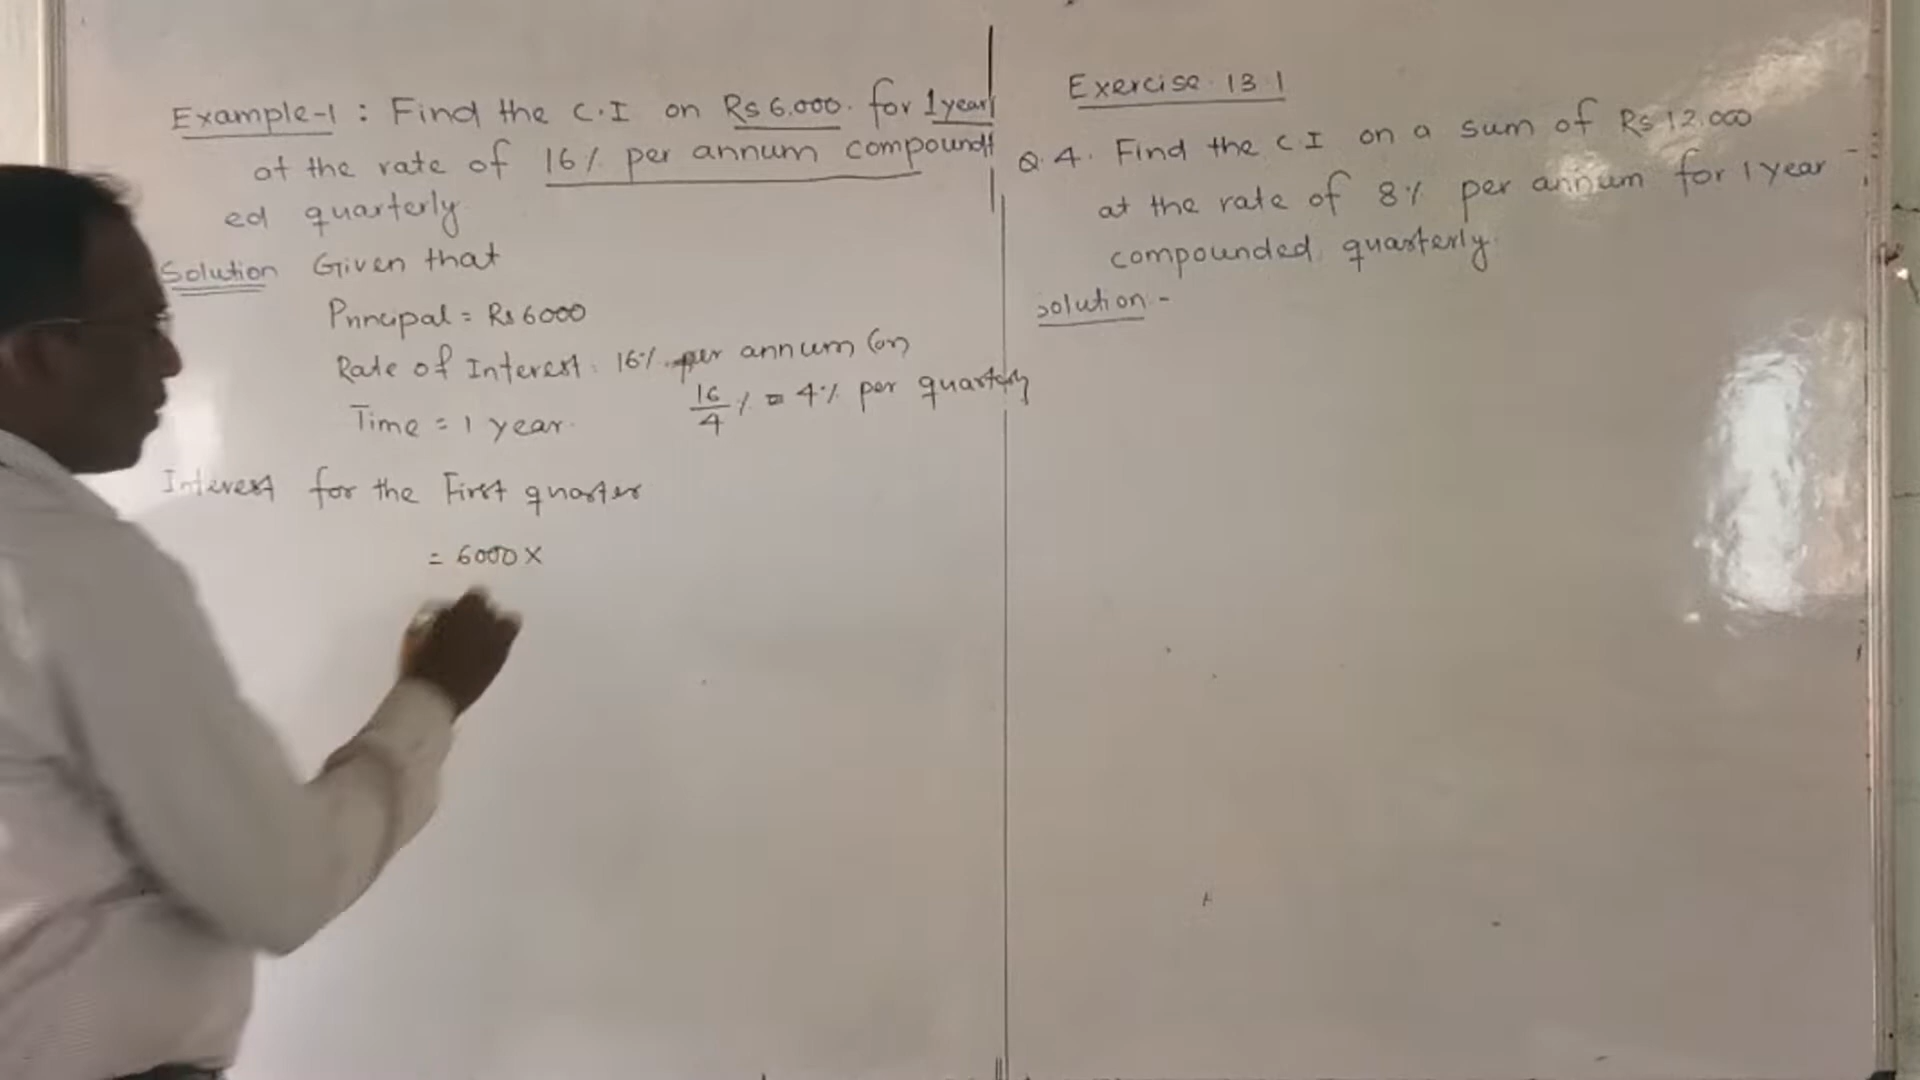 Example-1 : Find the C.I on Rs 6.000. for 1 year
at the rate of 16% per annum compound
ed quarterly
Solution Given that
Principal = Rs 6000
Rate of Interest : 16% per annum (or)
16/4 % = 4% per quarterly
Time = 1 year.
Interest for the First quarter
= 6000 X
Exercise. 13.1
Q.4. Find the C.I on a sum of Rs 12.000
at the rate of 8% per annum for 1 year
compounded quarterly.
solution -